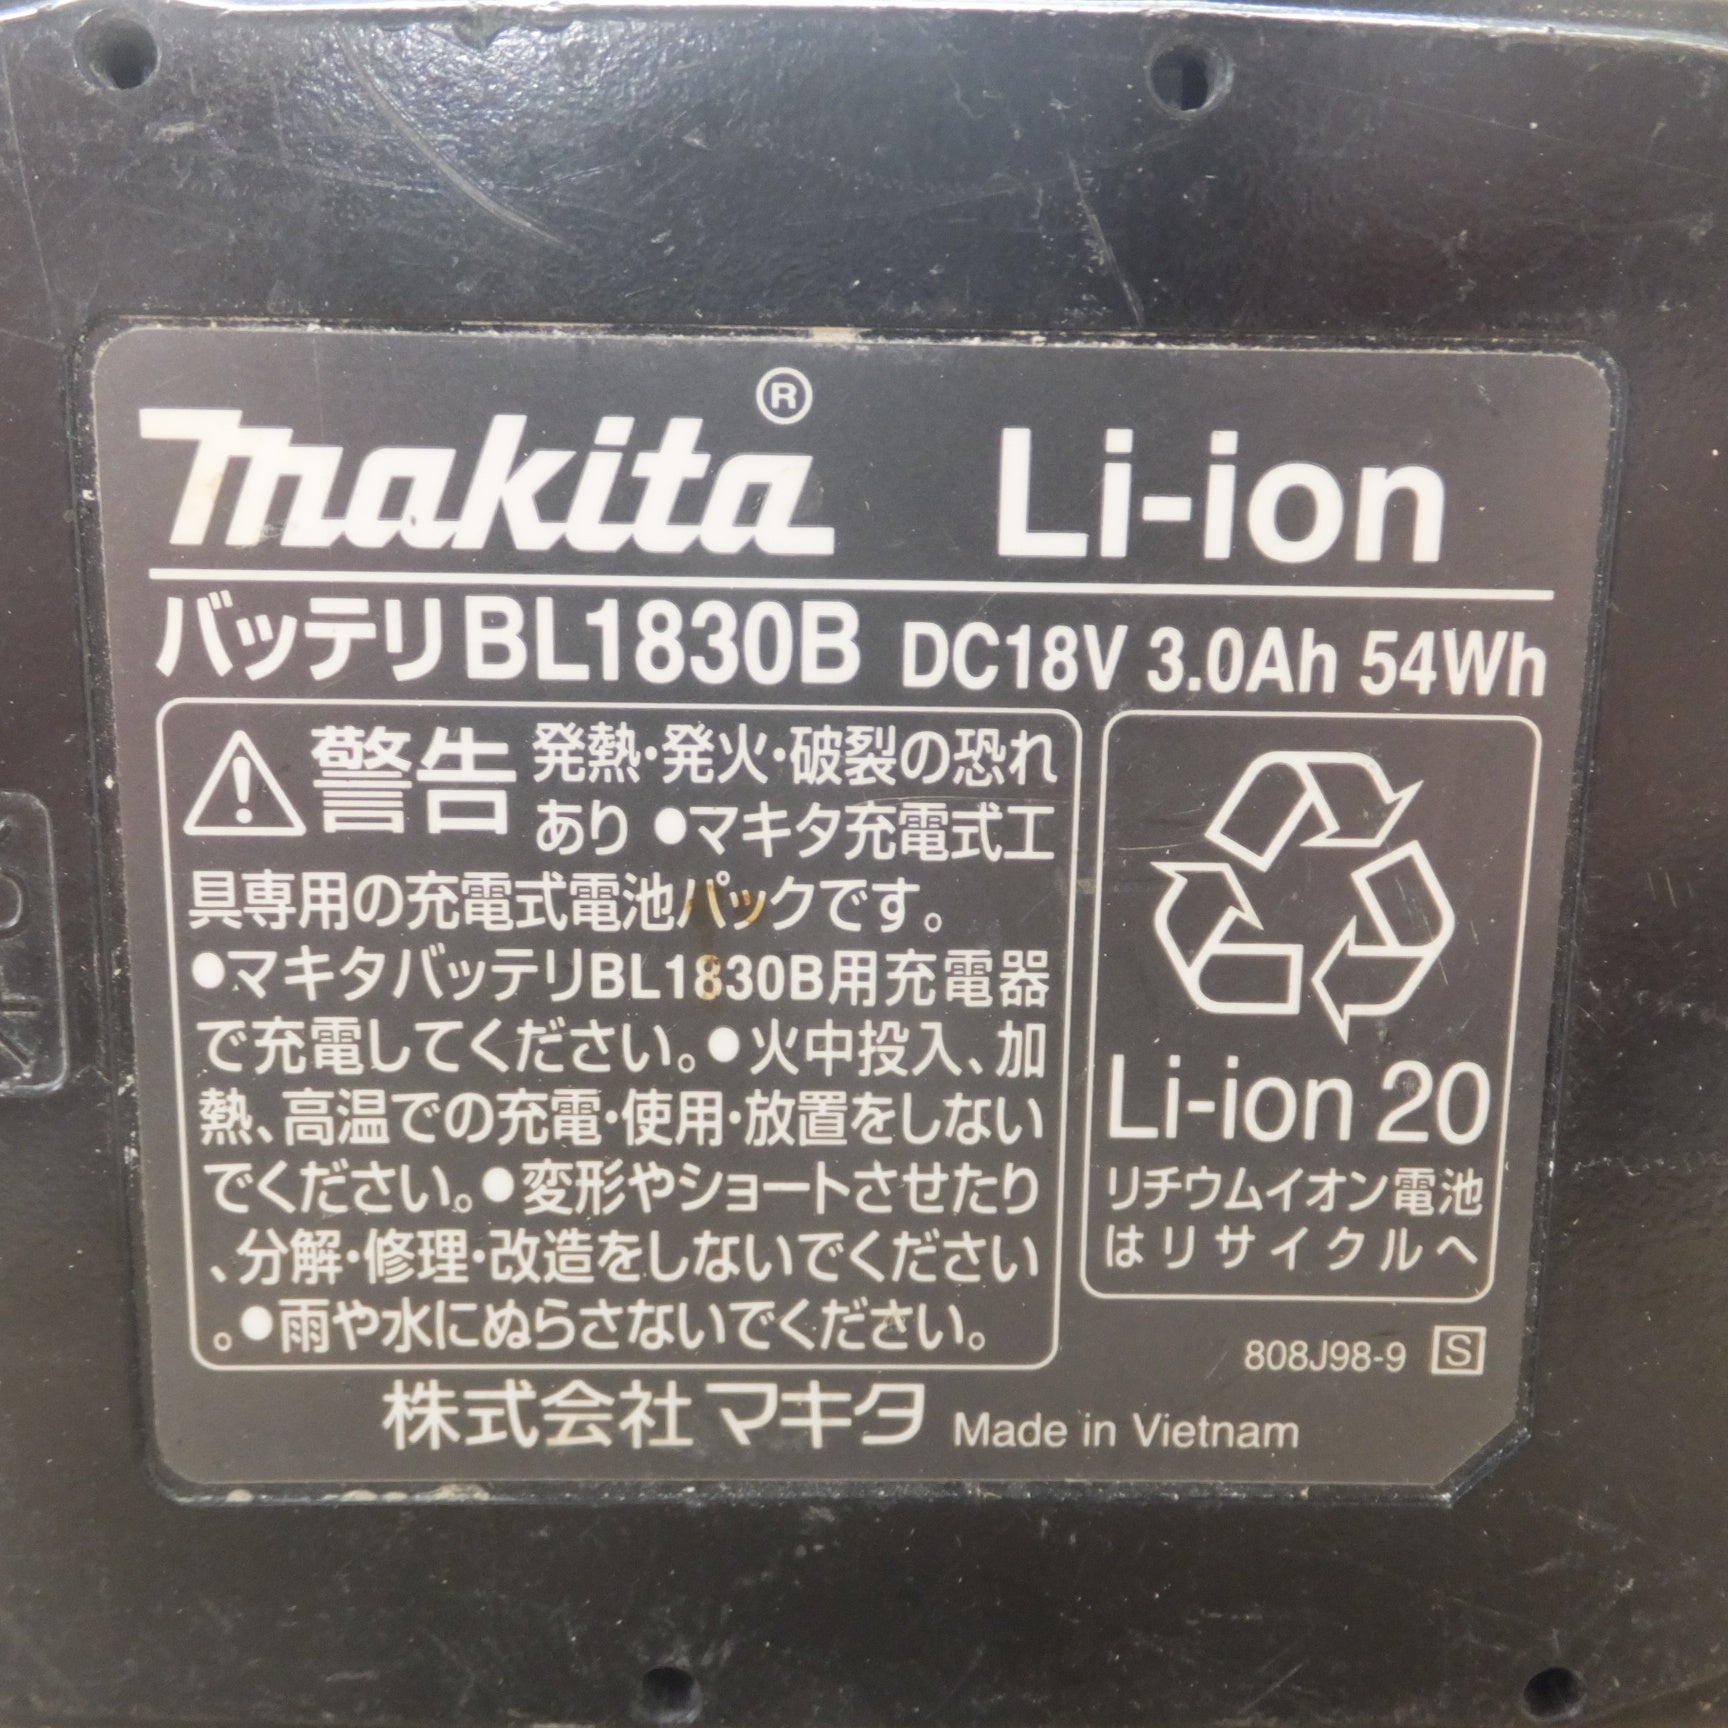 makita® Li-ion
バッテリBL1830B DC18V 3.0Ah 54Wh
警告 発熱・発火・破裂の恐れ
あり ●マキタ充電式工
具専用の充電式電池パックです。
●マキタバッテリBL1830B用充電器
で充電してください。●火中投入、加
熱、高温での充電・使用・放置をしない
でください。●変形やショートさせたり
、分解・修理・改造をしないでください
。●雨や水にぬらさないでください。
Li-ion 20
リチウムイオン電池
はリサイクルへ
808J98-9 S
株式会社マキタ Made in Vietnam